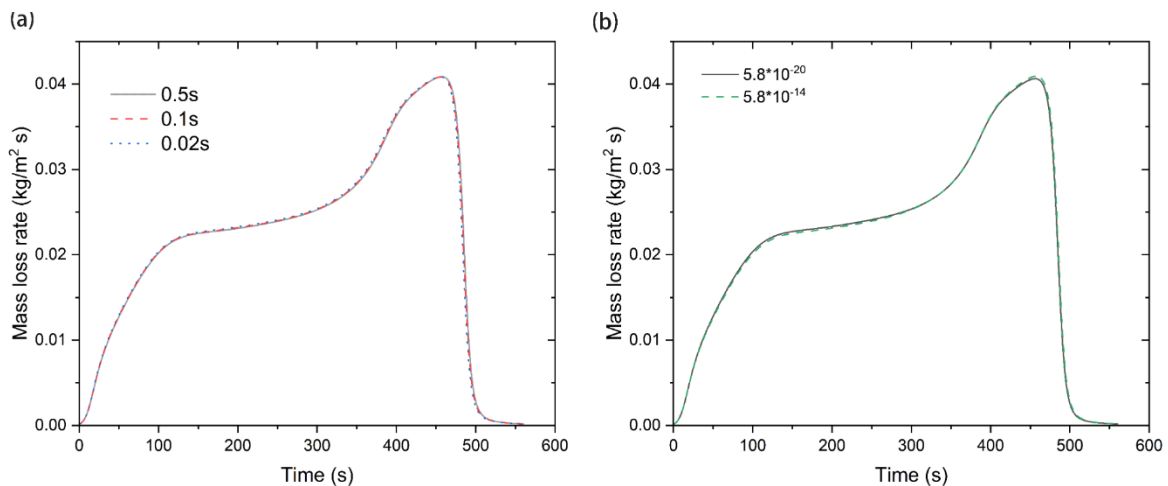 (a)
0.04
0.03
0.02
0.01
0.00
Mass loss rate (kg/m² s)
0.5s
0.1s
0.02s
0 100 200 300 400 500 600
Time (s)
(b)
0.04
0.03
0.02
0.01
0.00
Mass loss rate (kg/m² s)
5.8*10⁻²⁰
5.8*10⁻¹⁴
0 100 200 300 400 500 600
Time (s)